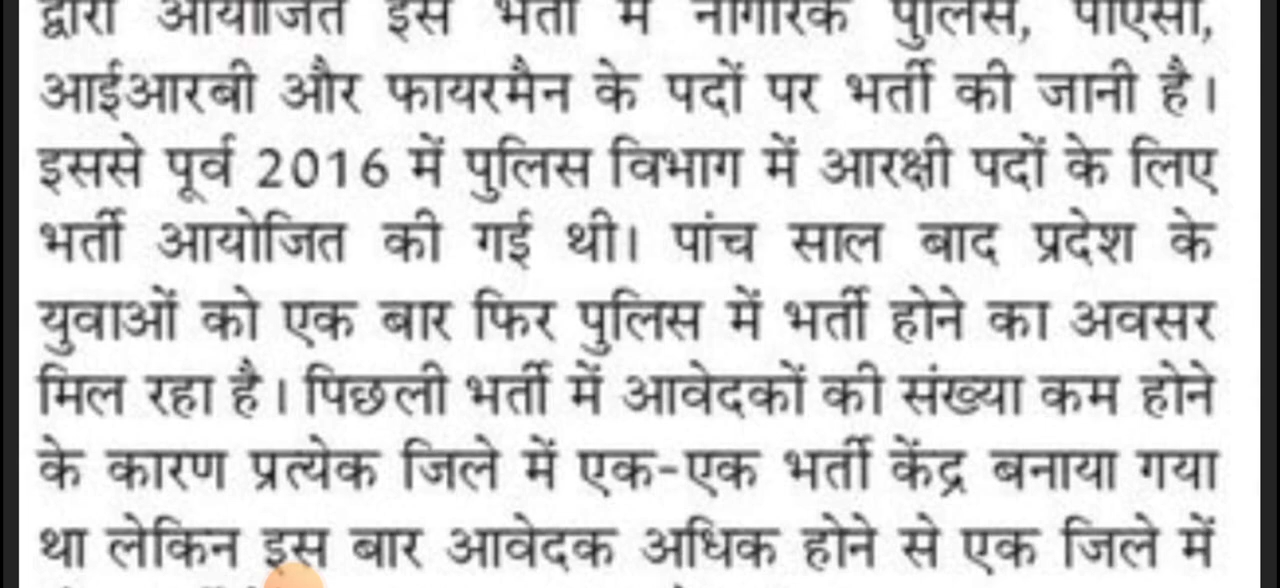 द्वारा आयोजित इस भर्ती में नागरिक पुलिस, पीएसी,
आईआरबी और फायरमैन के पदों पर भर्ती की जानी है।
इससे पूर्व 2016 में पुलिस विभाग में आरक्षी पदों के लिए
भर्ती आयोजित की गई थी। पांच साल बाद प्रदेश के
युवाओं को एक बार फिर पुलिस में भर्ती होने का अवसर
मिल रहा है। पिछली भर्ती में आवेदकों की संख्या कम होने
के कारण प्रत्येक जिले में एक-एक भर्ती केंद्र बनाया गया
था लेकिन इस बार आवेदक अधिक होने से एक जिले में